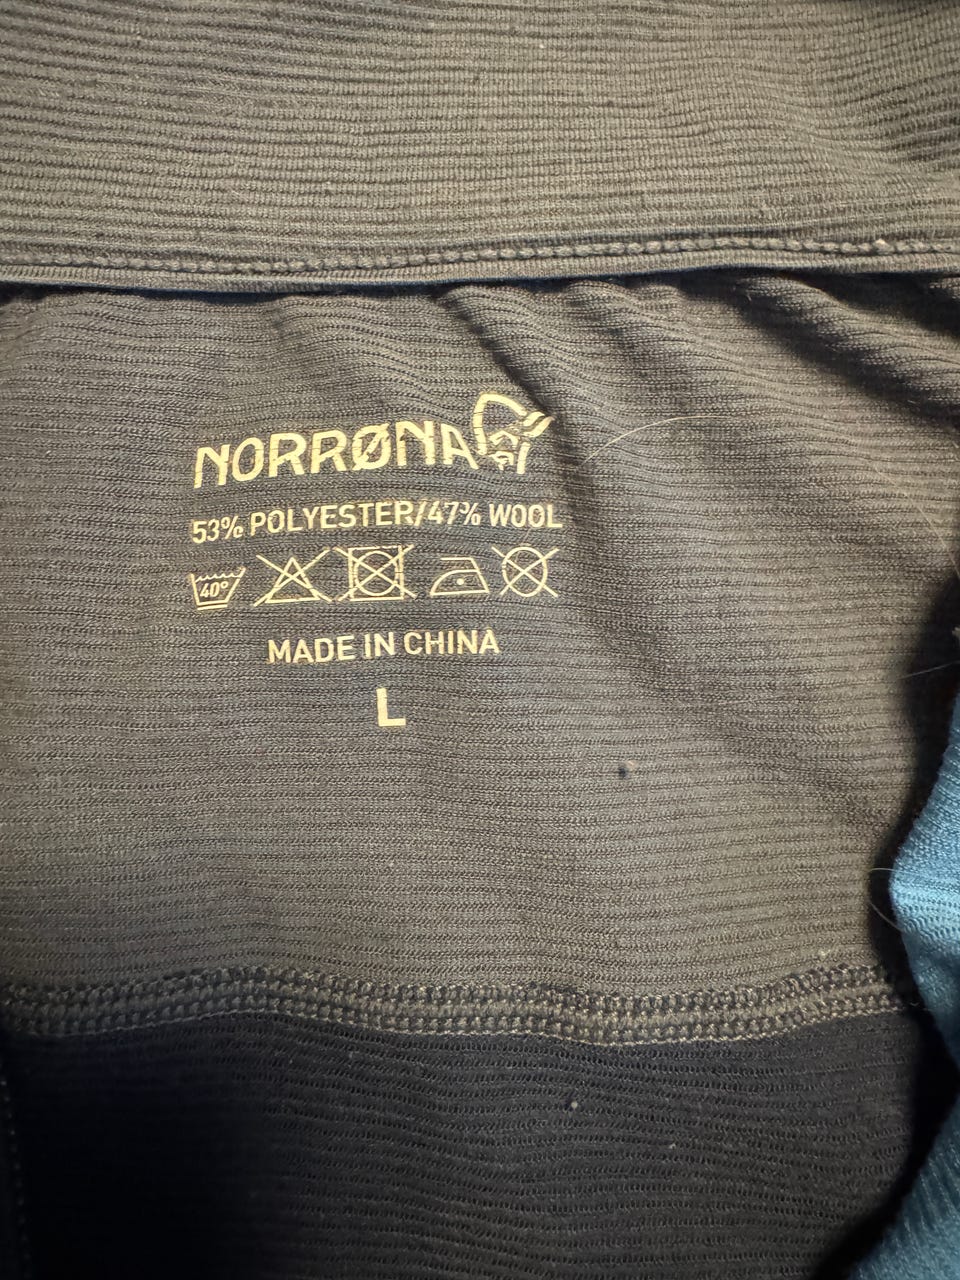 NORRØNA
53% POLYESTER/47% WOOL
40°
MADE IN CHINA
L